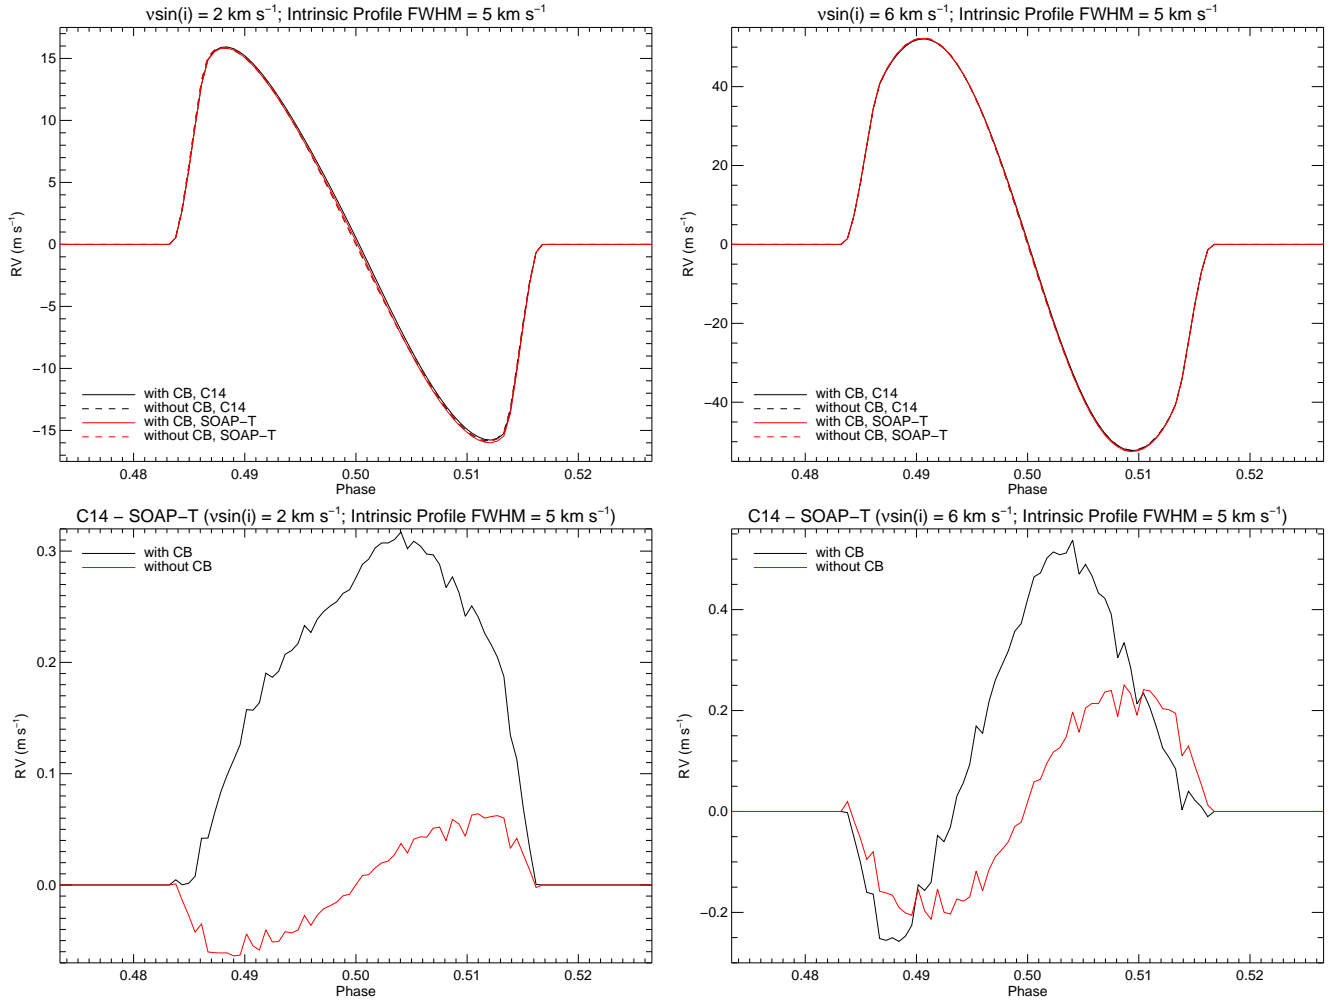 νsin(i) = 2 km s⁻¹; Intrinsic Profile FWHM = 5 km s⁻¹
RV (m s⁻¹)
15
10
5
0
−5
−10
−15
with CB, C14
without CB, C14
with CB, SOAP−T
without CB, SOAP−T
0.48 0.49 0.50 0.51 0.52
Phase
νsin(i) = 6 km s⁻¹; Intrinsic Profile FWHM = 5 km s⁻¹
RV (m s⁻¹)
40
20
0
−20
−40
with CB, C14
without CB, C14
with CB, SOAP−T
without CB, SOAP−T
0.48 0.49 0.50 0.51 0.52
Phase
C14 − SOAP−T (νsin(i) = 2 km s⁻¹; Intrinsic Profile FWHM = 5 km s⁻¹)
RV (m s⁻¹)
0.3
0.2
0.1
0.0
with CB
without CB
0.48 0.49 0.50 0.51 0.52
Phase
C14 − SOAP−T (νsin(i) = 6 km s⁻¹; Intrinsic Profile FWHM = 5 km s⁻¹)
RV (m s⁻¹)
0.4
0.2
0.0
−0.2
with CB
without CB
0.48 0.49 0.50 0.51 0.52
Phase